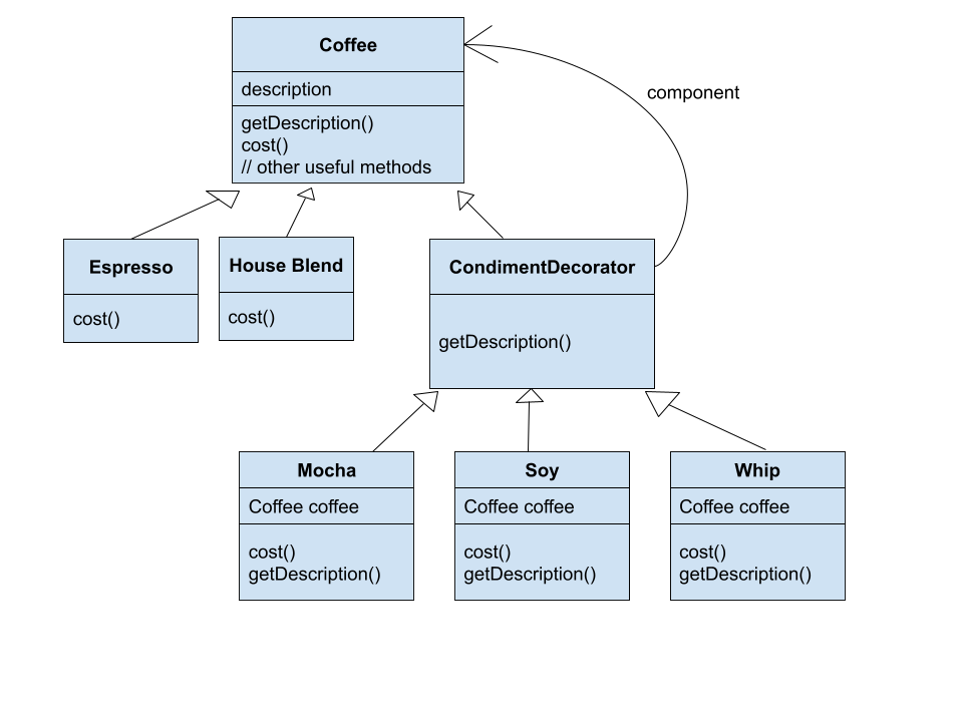 Coffee
description
getDescription()
cost()
// other useful methods
component
Espresso
cost()
House Blend
cost()
CondimentDecorator
getDescription()
Mocha
Coffee coffee
cost()
getDescription()
Soy
Coffee coffee
cost()
getDescription()
Whip
Coffee coffee
cost()
getDescription()